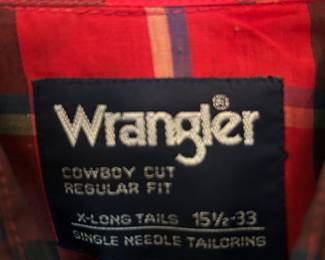 Wrangler®
COWBOY CUT
REGULAR FIT
X-LONG TAILS 15½-33
SINGLE NEEDLE TAILORING